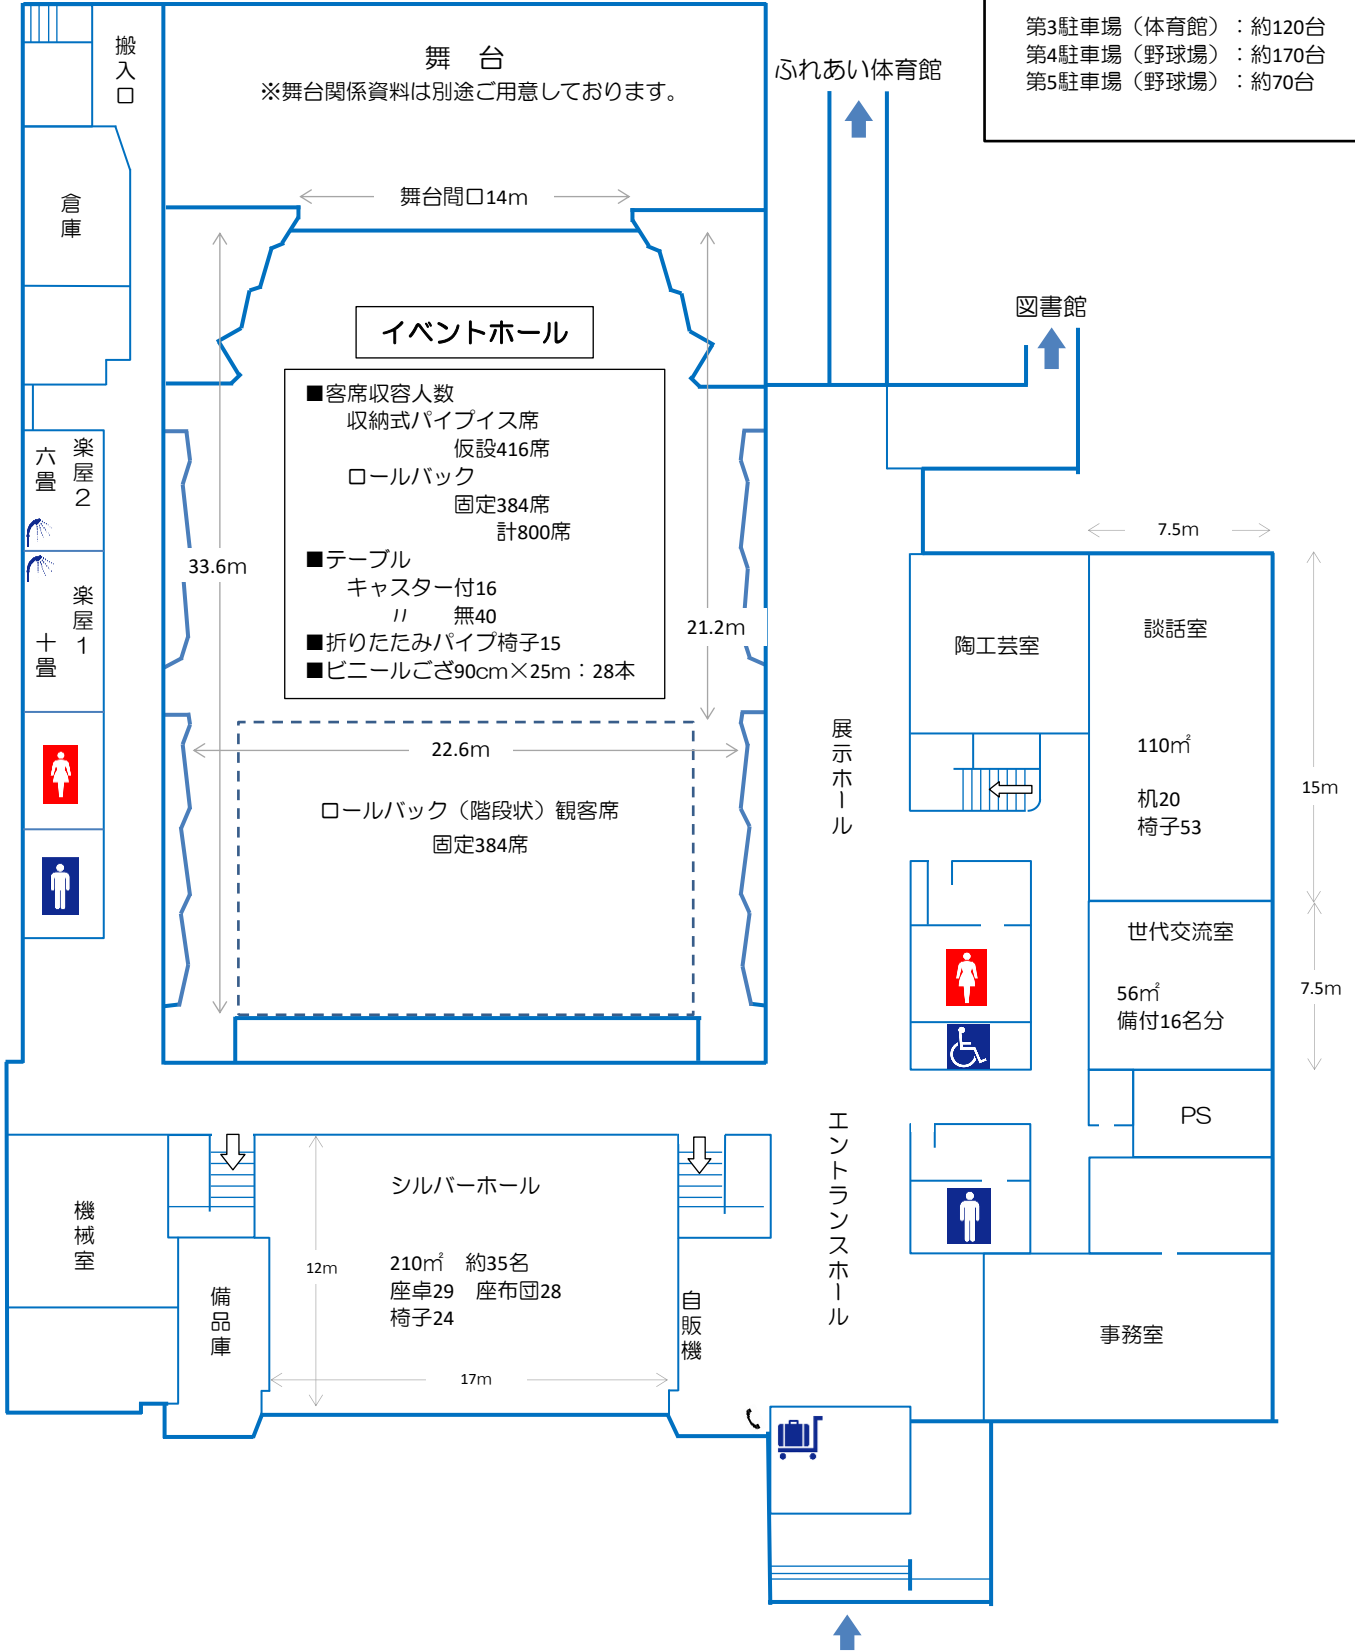 第3駐車場（体育館）：約120台
第4駐車場（野球場）：約170台
第5駐車場（野球場）：約70台
搬入口
舞　台
※舞台関係資料は別途ご用意しております。
ふれあい体育館
舞台間口14m
倉庫
図書館
イベントホール
■客席収容人数
収納式パイプイス席
仮設416席
ロールバック
固定384席
計800席
■テーブル
キャスター付16
〃　無40
■折りたたみパイプ椅子15
■ビニールござ90cm×25m：28本
楽屋2
六畳
楽屋1
十畳
33.6m
21.2m
22.6m
ロールバック（階段状）観客席
固定384席
展示ホール
陶工芸室
7.5m
談話室
110㎡
机20
椅子53
15m
世代交流室
56㎡
備付16名分
7.5m
PS
エントランスホール
機械室
備品庫
シルバーホール
210㎡　約35名
座卓29　座布団28
椅子24
12m
17m
自販機
事務室